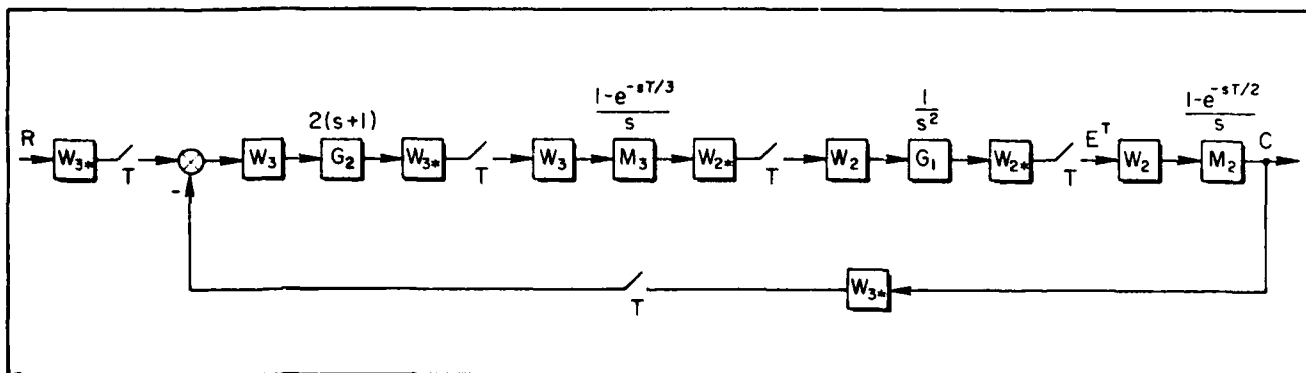 2(s+1)
1-e^{-sT/3}
s
1
s^2
1-e^{-sT/2}
s
R W_{3*} T - W_3 G_2 W_{3*} T W_3 M_3 W_{2*} T W_2 G_1 W_{2*} T E^T W_2 M_2 C
T W_{3*}